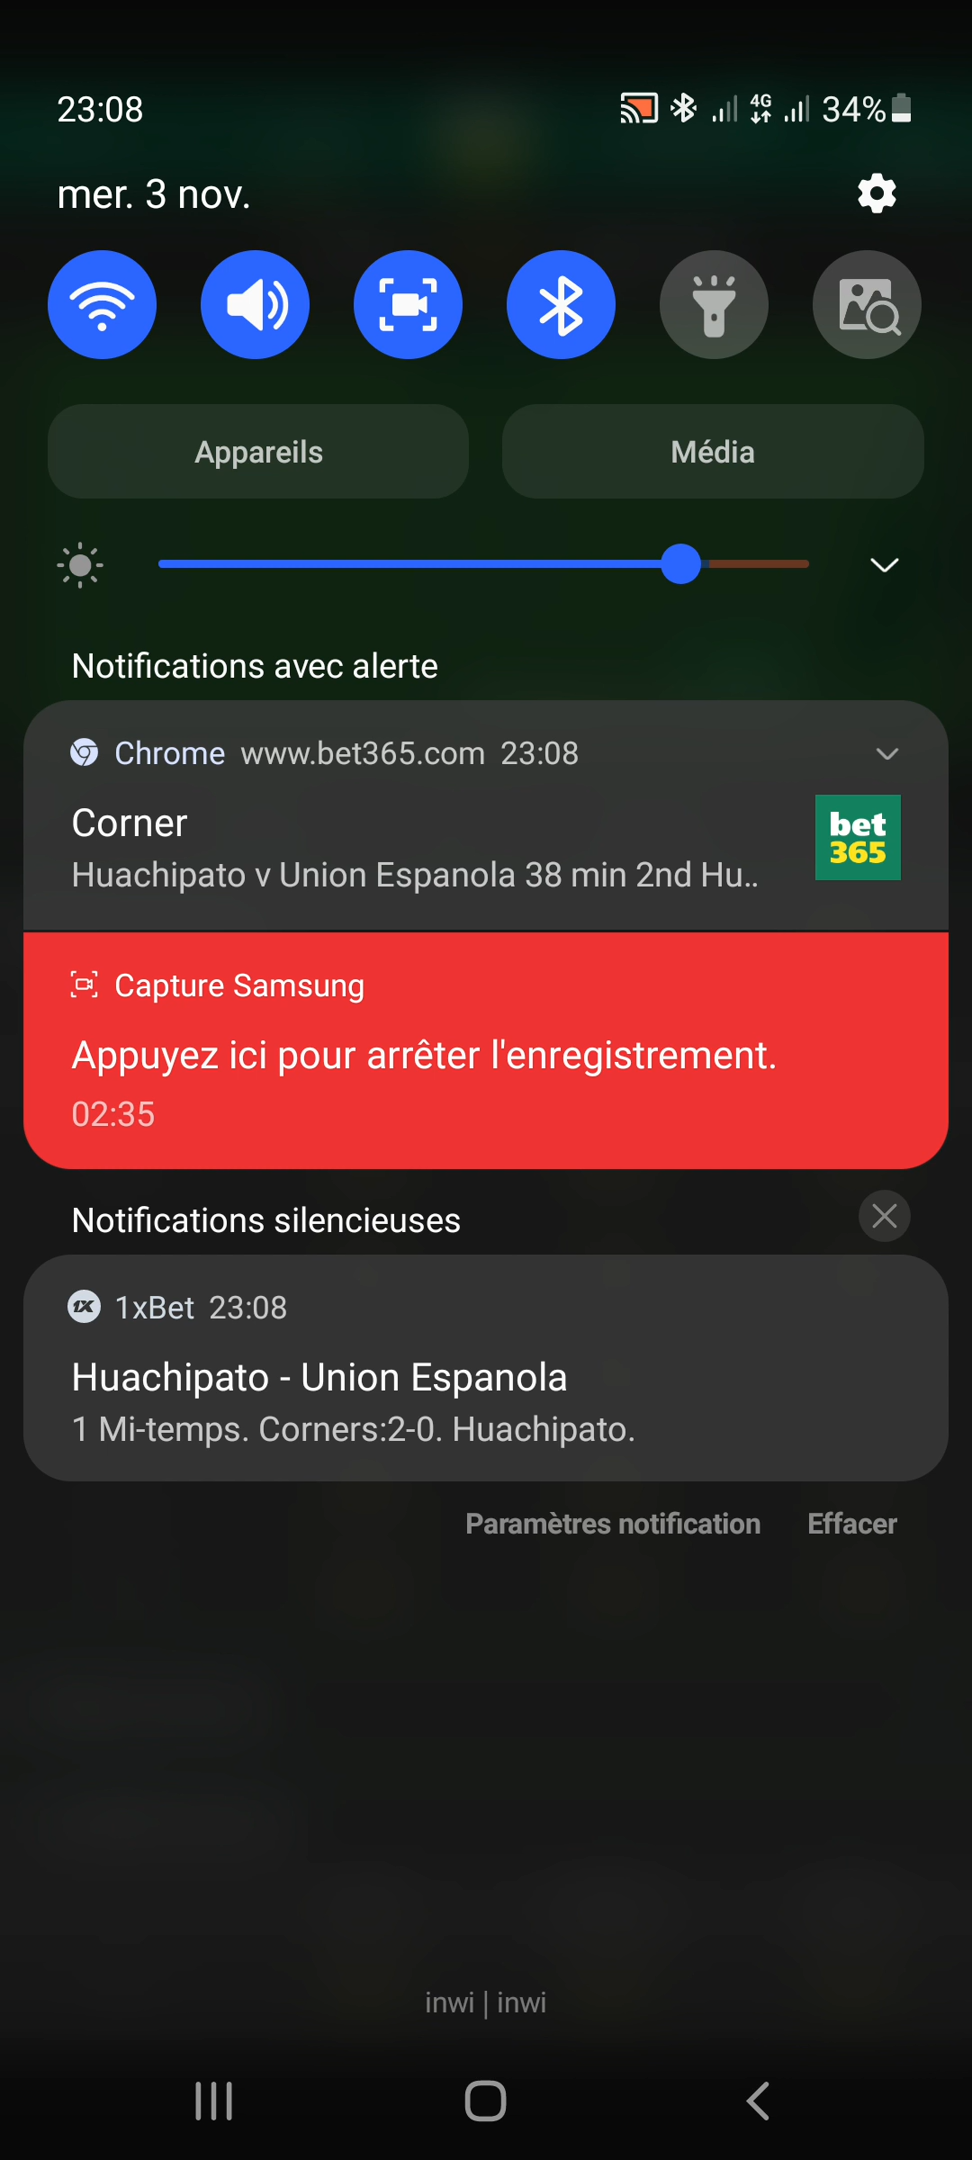 23:08
4G
34%
mer. 3 nov.
Appareils
Média
Notifications avec alerte
Chrome www.bet365.com 23:08
Corner
Huachipato v Union Espanola 38 min 2nd Hu..
bet
365
Capture Samsung
Appuyez ici pour arrêter l'enregistrement.
02:35
Notifications silencieuses
1X
1xBet 23:08
Huachipato - Union Espanola
1 Mi-temps. Corners:2-0. Huachipato.
Paramètres notification
Effacer
inwi | inwi